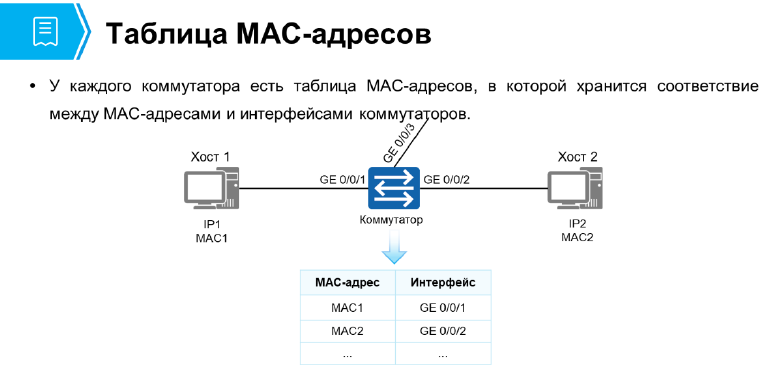 Таблица MAC-адресов
• У каждого коммутатора есть таблица MAC-адресов, в которой хранится соответствие
между MAC-адресами и интерфейсами коммутаторов.
GE 0/0/3
Хост 1
Хост 2
GE 0/0/1
GE 0/0/2
IP1
MAC1
Коммутатор
IP2
MAC2
MAC-адрес Интерфейс
MAC1 GE 0/0/1
MAC2 GE 0/0/2
... ...